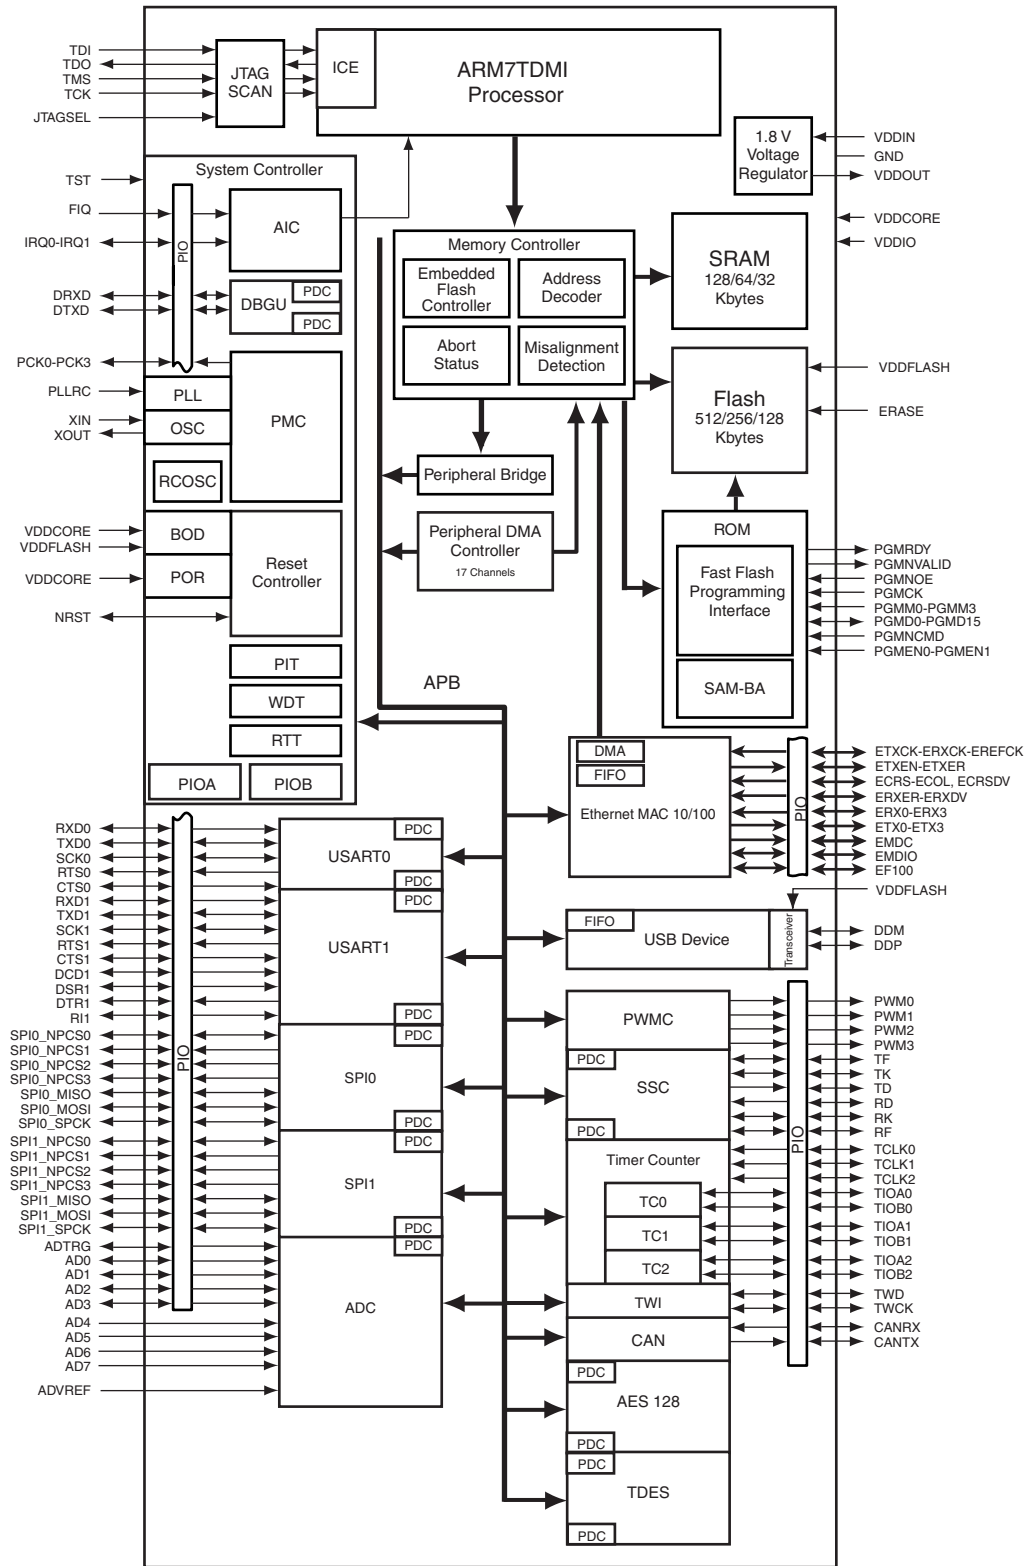 TDI
TDO
TMS
TCK
JTAGSEL
JTAG
SCAN
ICE
ARM7TDMI
Processor
1.8 V
Voltage
Regulator
VDDIN
GND
VDDOUT
VDDCORE
VDDIO
System Controller
TST
FIQ
IRQ0-IRQ1
PIO
AIC
DRXD
DTXD
DBGU
PDC
PDC
PCK0-PCK3
PLLRC
PLL
XIN
XOUT
OSC
RCOSC
PMC
VDDCORE
VDDFLASH
BOD
VDDCORE
POR
Reset
Controller
NRST
PIT
WDT
RTT
PIOA
PIOB
Memory Controller
Embedded
Flash
Controller
Address
Decoder
Abort
Status
Misalignment
Detection
SRAM
128/64/32
Kbytes
Flash
512/256/128
Kbytes
VDDFLASH
ERASE
Peripheral Bridge
Peripheral DMA
Controller
17 Channels
ROM
Fast Flash
Programming
Interface
SAM-BA
PGMRDY
PGMNVALID
PGMNOE
PGMCK
PGMM0-PGMM3
PGMD0-PGMD15
PGMNCMD
PGMEN0-PGMEN1
APB
DMA
FIFO
Ethernet MAC 10/100
PIO
ETXCK-ERXCK-EREFCK
ETXEN-ETXER
ECRS-ECOL, ECRSDV
ERXER-ERXDV
ERX0-ERX3
ETX0-ETX3
EMDC
EMDIO
EF100
VDDFLASH
FIFO
USB Device
Transceiver
DDM
DDP
RXD0
TXD0
SCK0
RTS0
CTS0
RXD1
TXD1
SCK1
RTS1
CTS1
DCD1
DSR1
DTR1
RI1
SPI0_NPCS0
SPI0_NPCS1
SPI0_NPCS2
SPI0_NPCS3
SPI0_MISO
SPI0_MOSI
SPI0_SPCK
SPI1_NPCS0
SPI1_NPCS1
SPI1_NPCS2
SPI1_NPCS3
SPI1_MISO
SPI1_MOSI
SPI1_SPCK
ADTRG
AD0
AD1
AD2
AD3
AD4
AD5
AD6
AD7
ADVREF
PIO
PDC
USART0
PDC
PDC
USART1
PDC
PDC
SPI0
PDC
PDC
SPI1
PDC
PDC
ADC
PWMC
PDC
SSC
PDC
Timer Counter
TC0
TC1
TC2
TWI
CAN
PDC
AES 128
PDC
PDC
TDES
PDC
PIO
PWM0
PWM1
PWM2
PWM3
TF
TK
TD
RD
RK
RF
TCLK0
TCLK1
TCLK2
TIOA0
TIOB0
TIOA1
TIOB1
TIOA2
TIOB2
TWD
TWCK
CANRX
CANTX